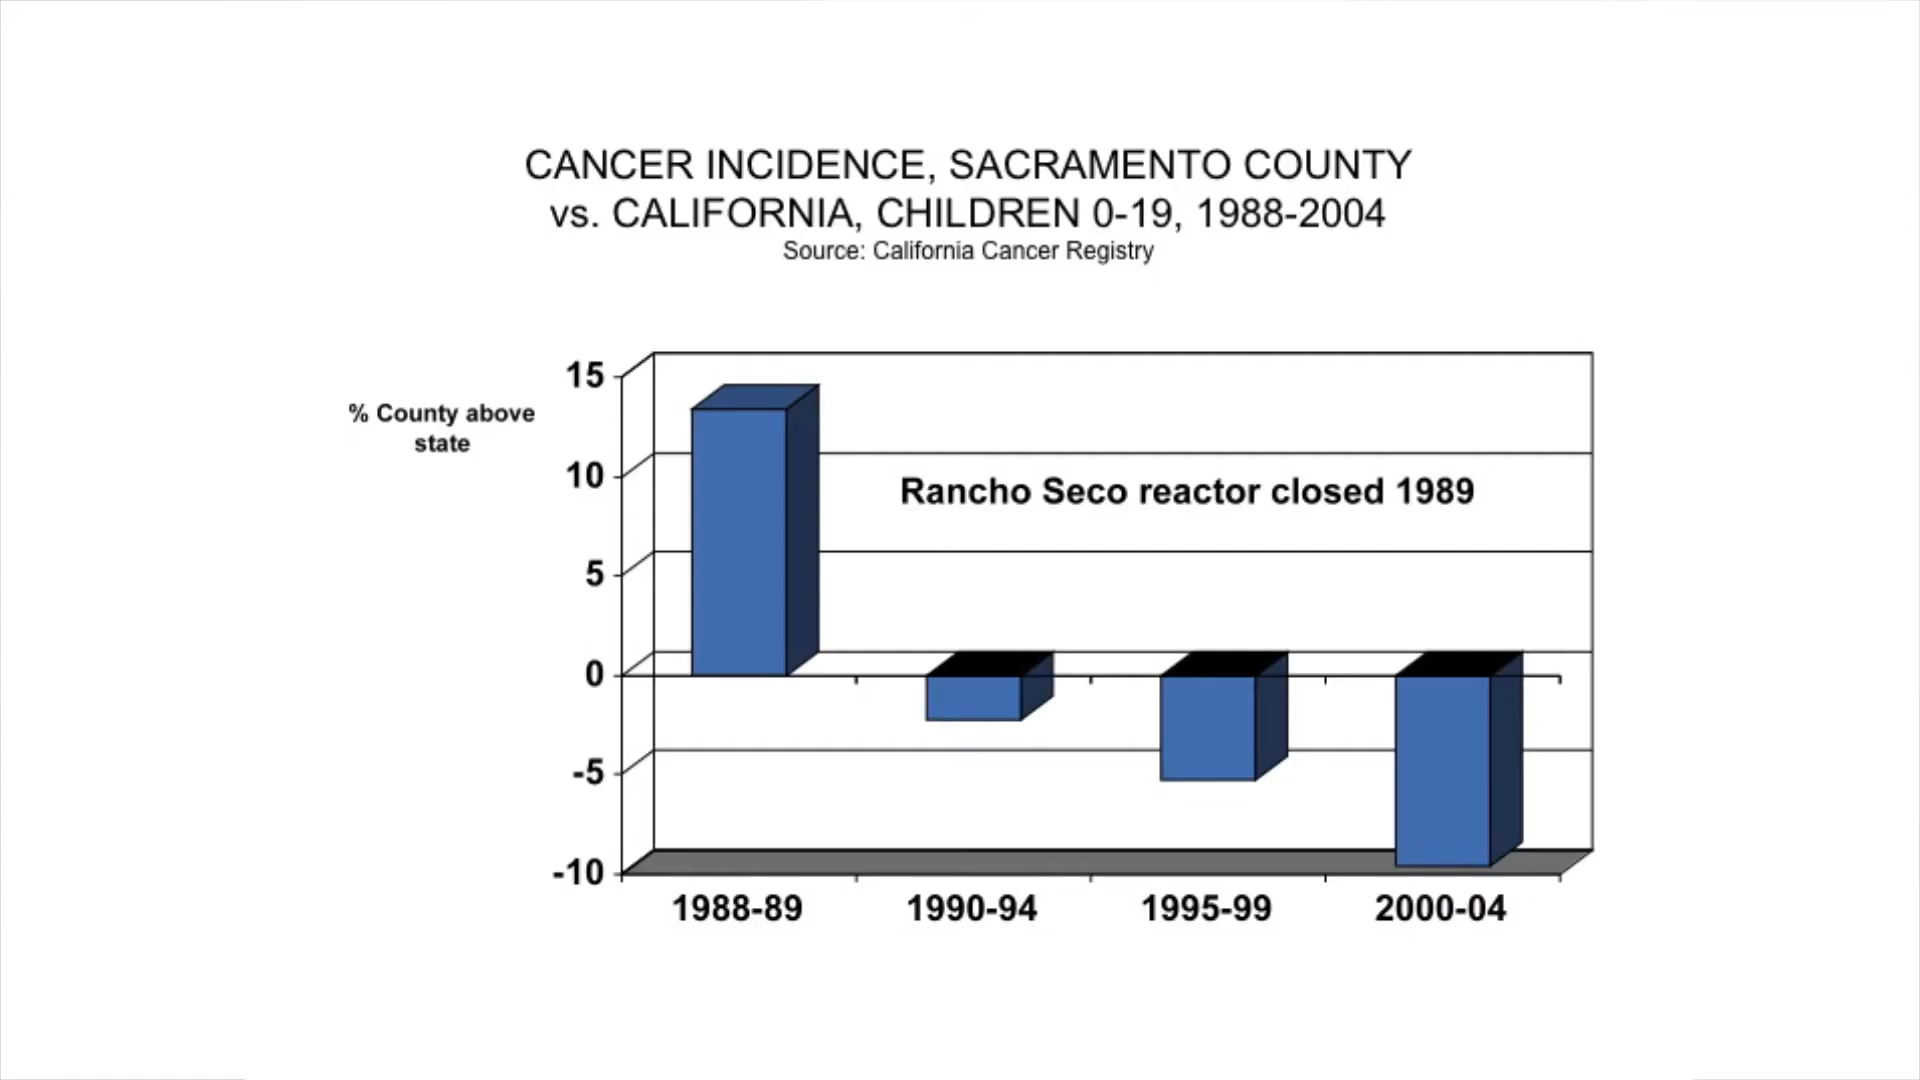 CANCER INCIDENCE, SACRAMENTO COUNTY
vs. CALIFORNIA, CHILDREN 0-19, 1988-2004
Source: California Cancer Registry
% County above
state
15
10
5
0
-5
-10
Rancho Seco reactor closed 1989
1988-89
1990-94
1995-99
2000-04